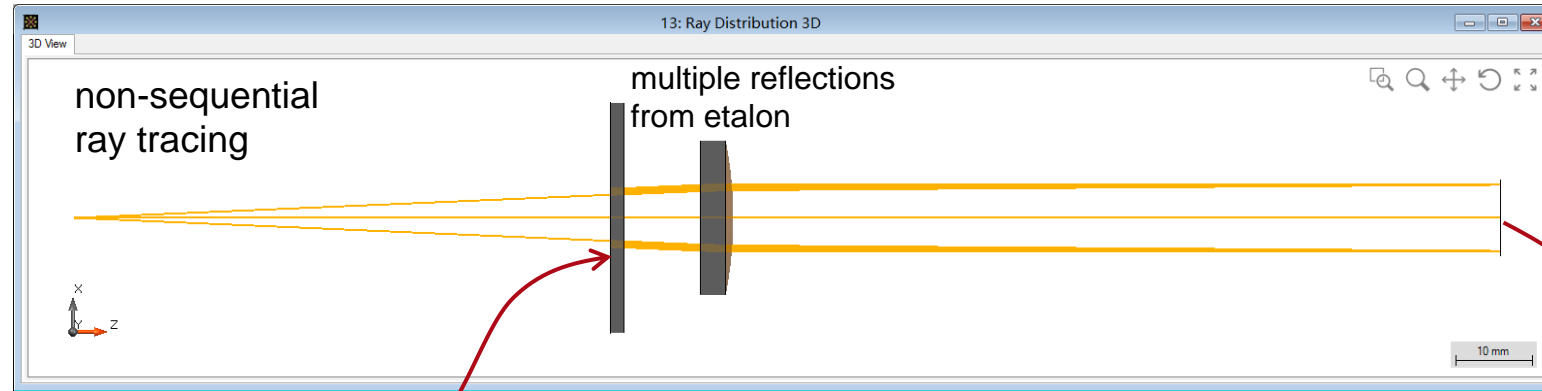 13: Ray Distribution 3D
3D View
non-sequential
ray tracing
multiple reflections
from etalon
X
Y
Z
10 mm